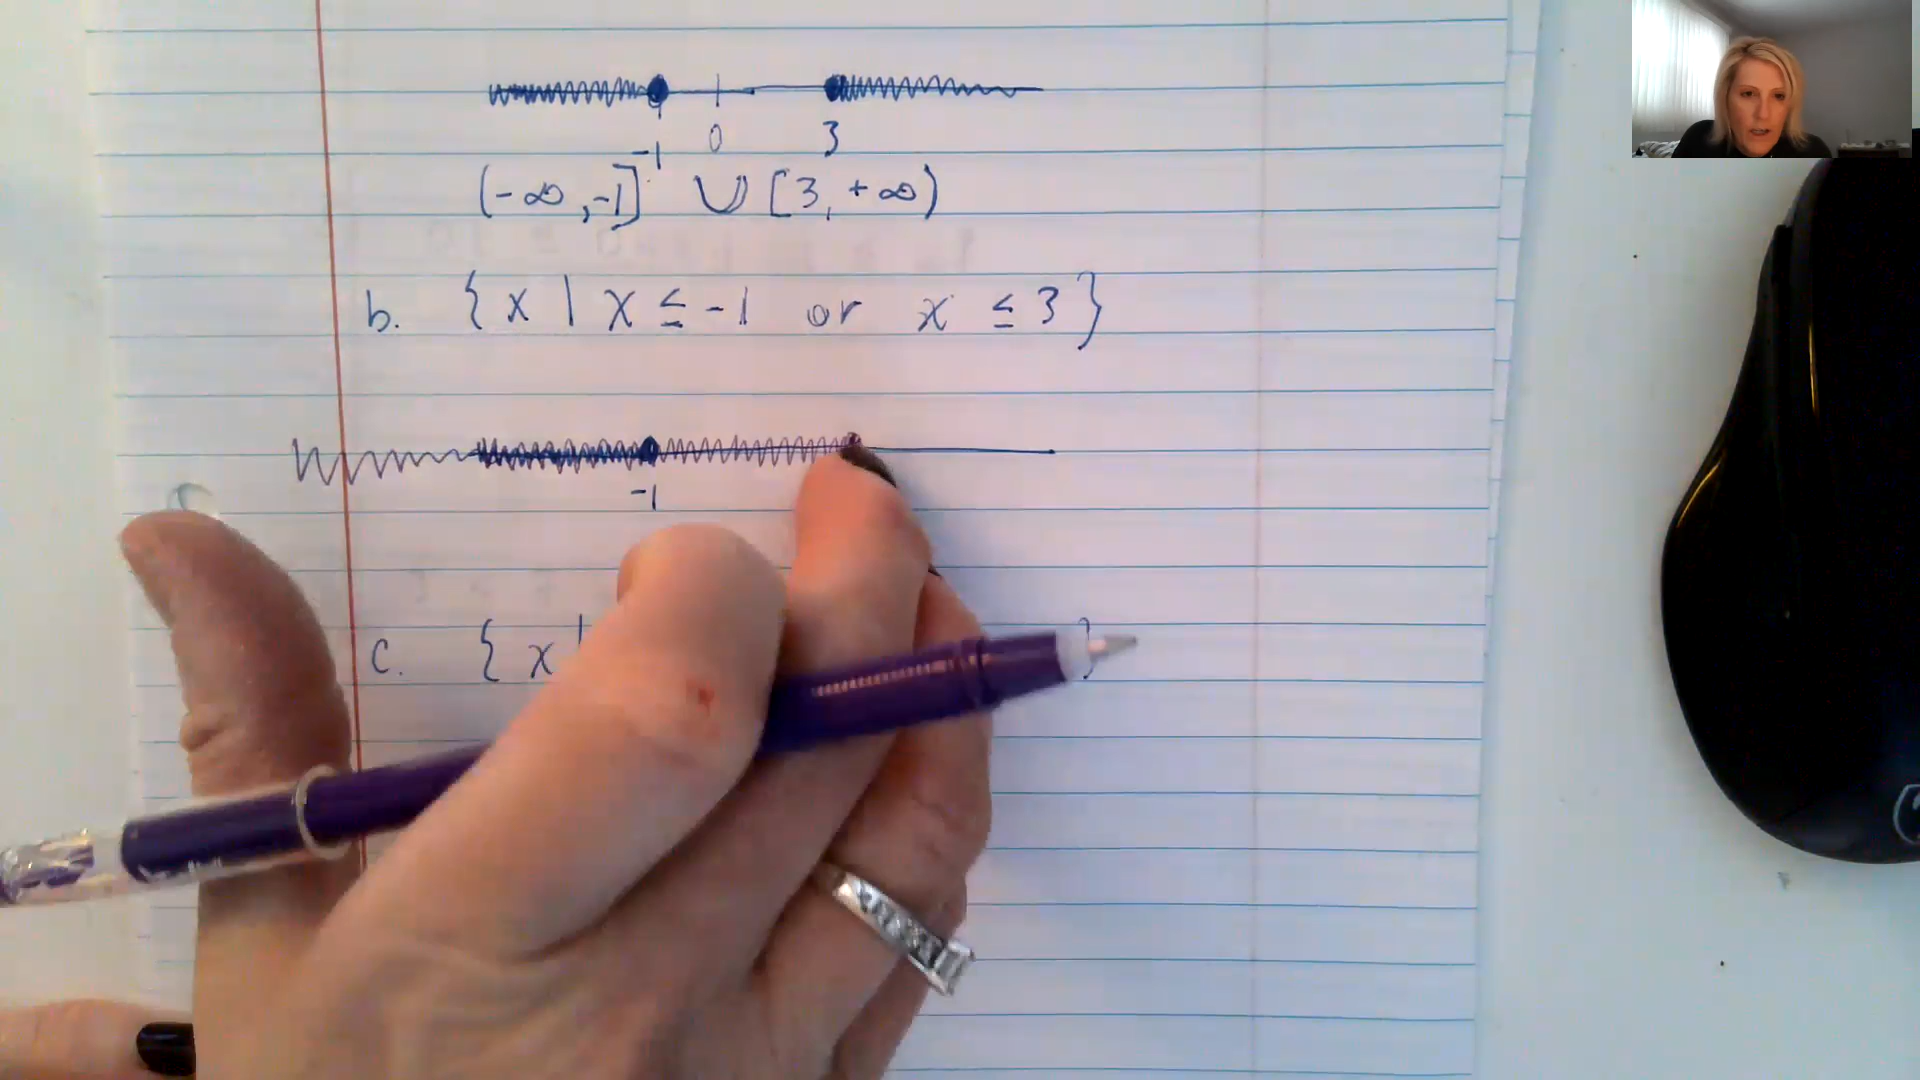 -1 0 3
(-∞, -1] ∪ [3, +∞)
b. {x | x ≤ -1 or x ≤ 3}
-1
c. {x | }